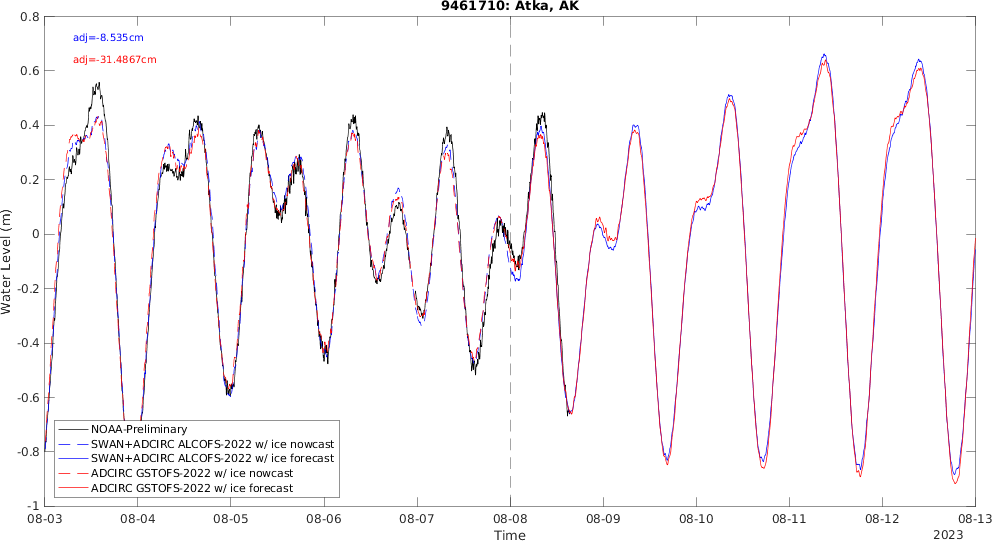 9461710: Atka, AK
adj=-8.535cm
adj=-31.4867cm
Water Level (m)
0.8
0.6
0.4
0.2
0
-0.2
-0.4
-0.6
-0.8
-1
NOAA-Preliminary
SWAN+ADCIRC ALCOFS-2022 w/ ice nowcast
SWAN+ADCIRC ALCOFS-2022 w/ ice forecast
ADCIRC GSTOFS-2022 w/ ice nowcast
ADCIRC GSTOFS-2022 w/ ice forecast
08-03 08-04 08-05 08-06 08-07 08-08 08-09 08-10 08-11 08-12 08-13
Time
2023